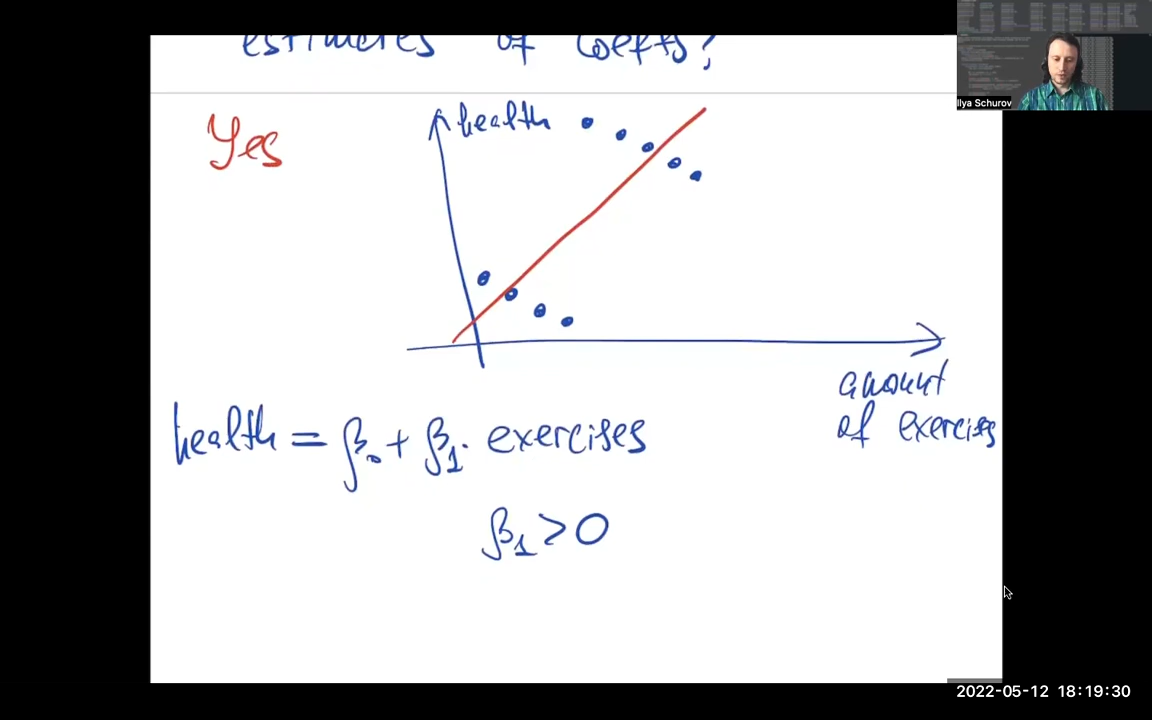 estimates of coeffs?
Yes
health
amount
of exercises
health = β₀ + β₁· exercises
β₁ > 0
Ilya Schurov
2022-05-12 18:19:30